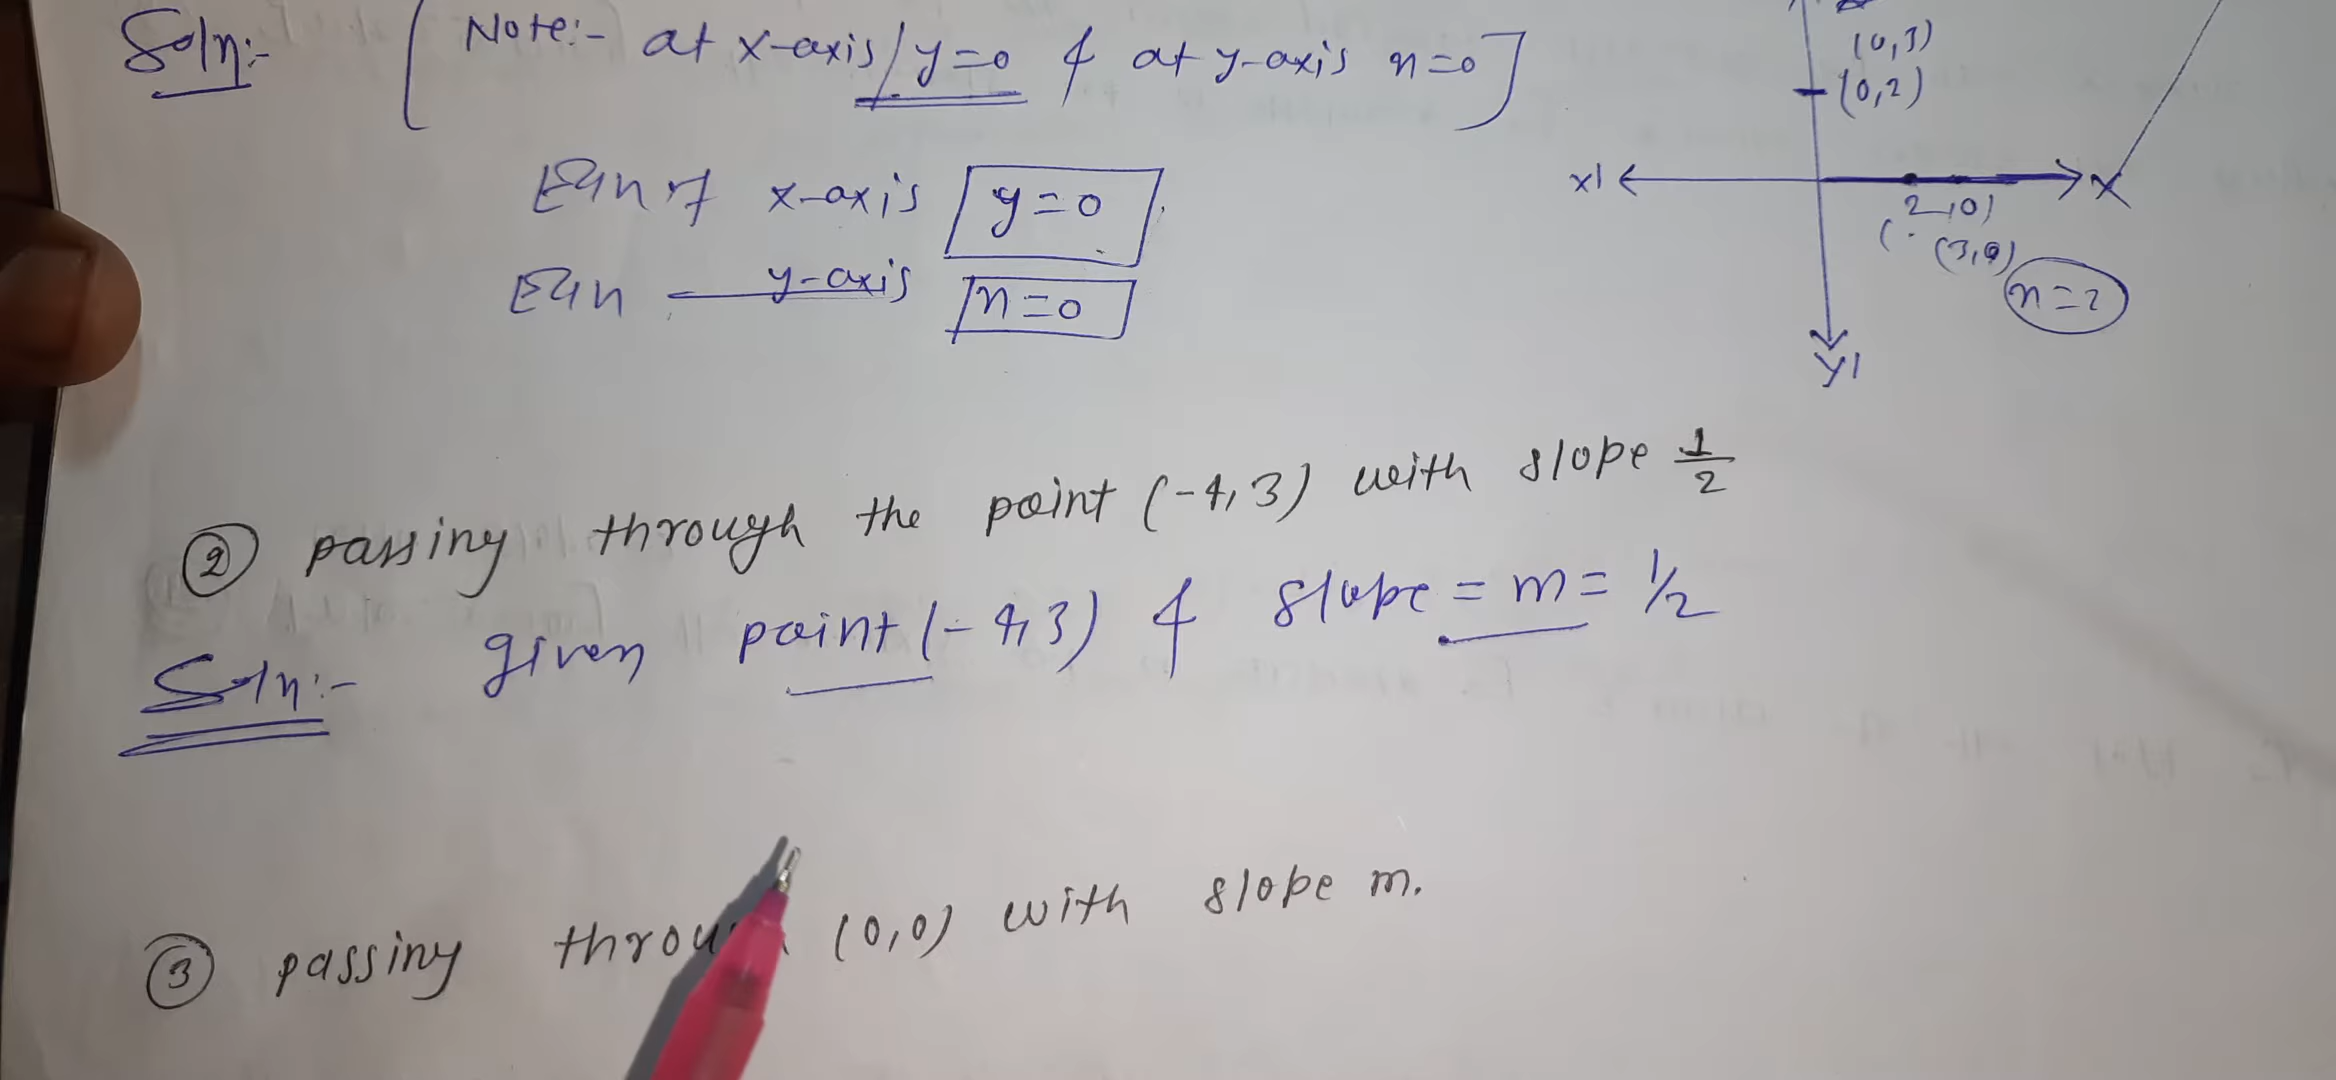 Soln:- [Note:- at x-axis/y=0 & at y-axis x=0]
Eqn of x-axis y=0
Eqn — y-axis x=0
(0,3)
(0,2)
x| X
2,0)
(3,0)
x=2
y|
② passing through the point (-4,3) with slope 1/2
Soln:- given point (-4,3) & slope = m = 1/2
③ passing through (0,0) with slope m.